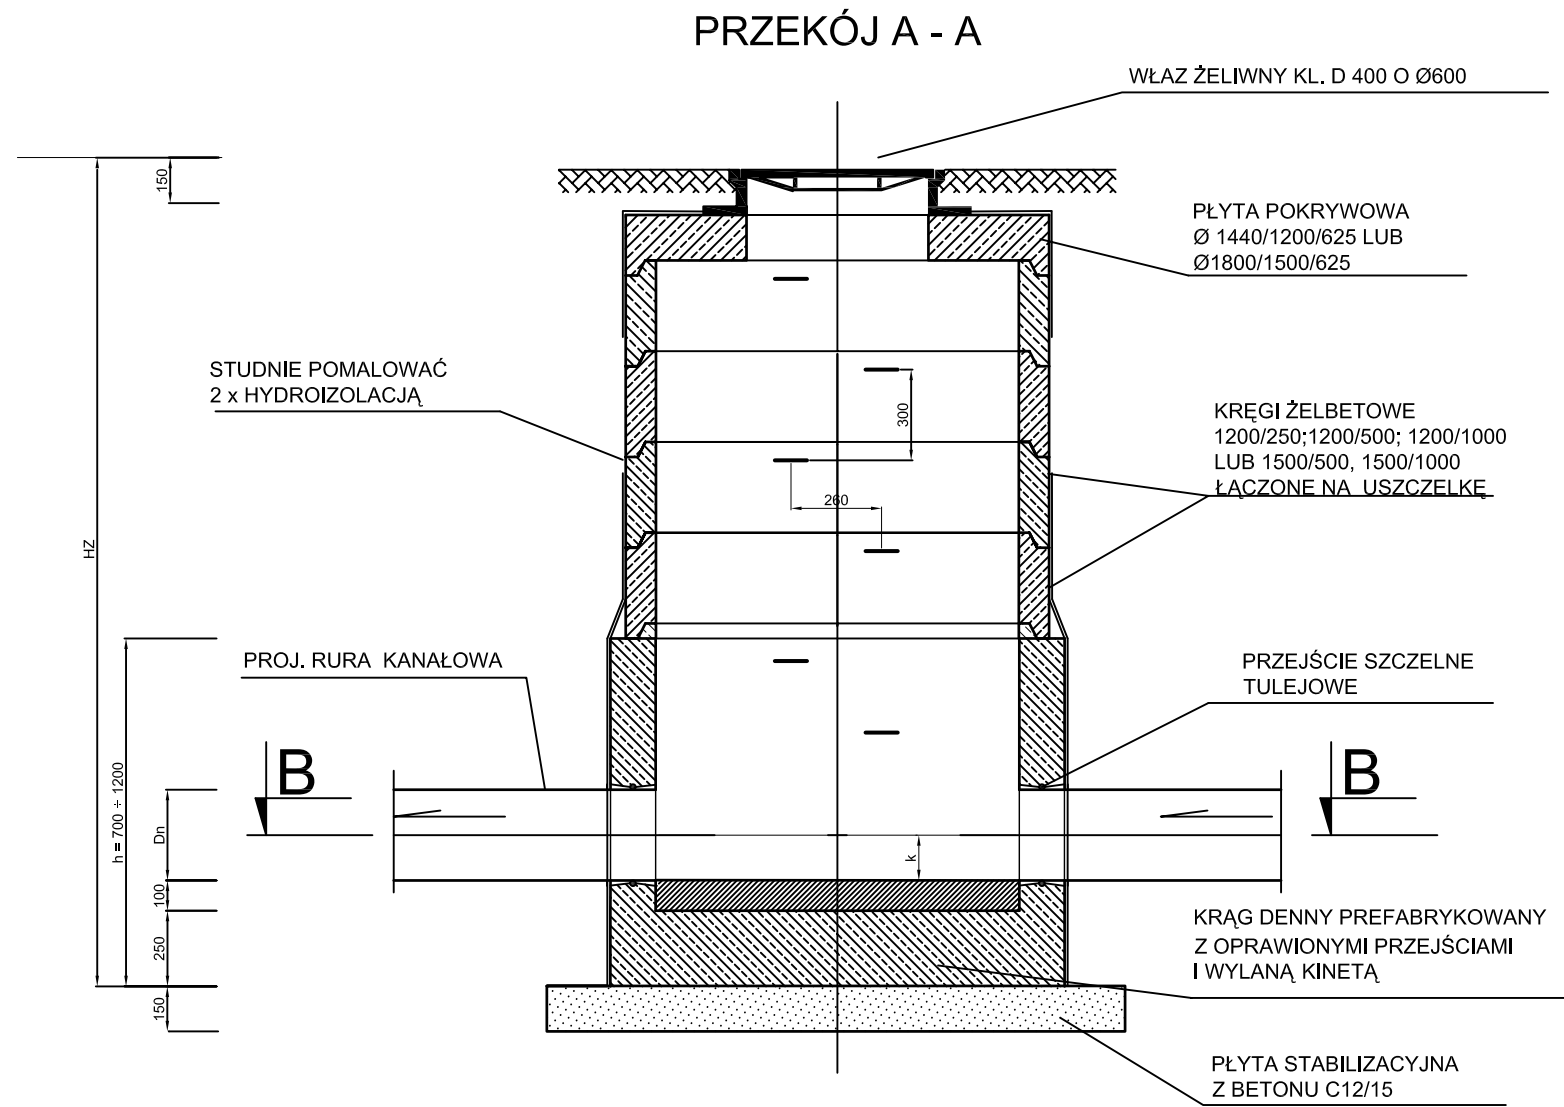 PRZEKÓJ A - A
WŁAZ ŻELIWNY KL. D 400 O Ø600
150
PŁYTA POKRYWOWA
Ø 1440/1200/625 LUB
Ø1800/1500/625
STUDNIE POMALOWAĆ
2 x HYDROIZOLACJĄ
300
KRĘGI ŻELBETOWE
1200/250;1200/500; 1200/1000
LUB 1500/500, 1500/1000
ŁĄCZONE NA USZCZELKĘ
260
HZ
PROJ. RURA KANAŁOWA
PRZEJŚCIE SZCZELNE
TULEJOWE
B
B
h = 700 ÷ 1200
Dn
k
100
250
KRĄG DENNY PREFABRYKOWANY
Z OPRAWIONYMI PRZEJŚCIAMI
I WYLANĄ KINETĄ
150
PŁYTA STABILIZACYJNA
Z BETONU C12/15